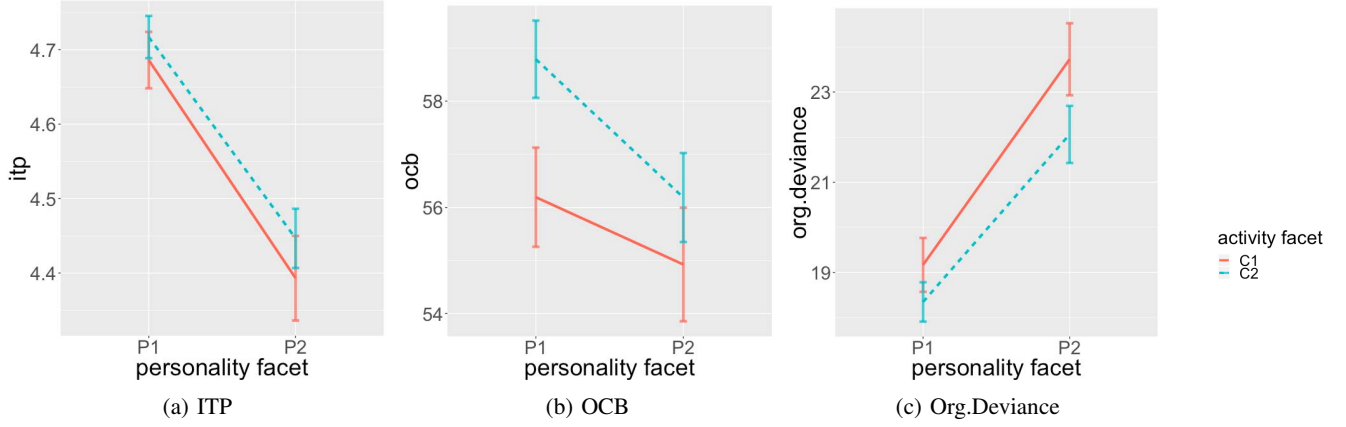 itp
4.7
4.6
4.5
4.4
P1 P2
personality facet
(a) ITP
ocb
58
56
54
P1 P2
personality facet
(b) OCB
org.deviance
23
21
19
P1 P2
personality facet
(c) Org.Deviance
activity facet
C1
C2